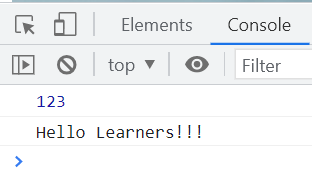 Elements Console
top Filter
123
Hello Learners!!!